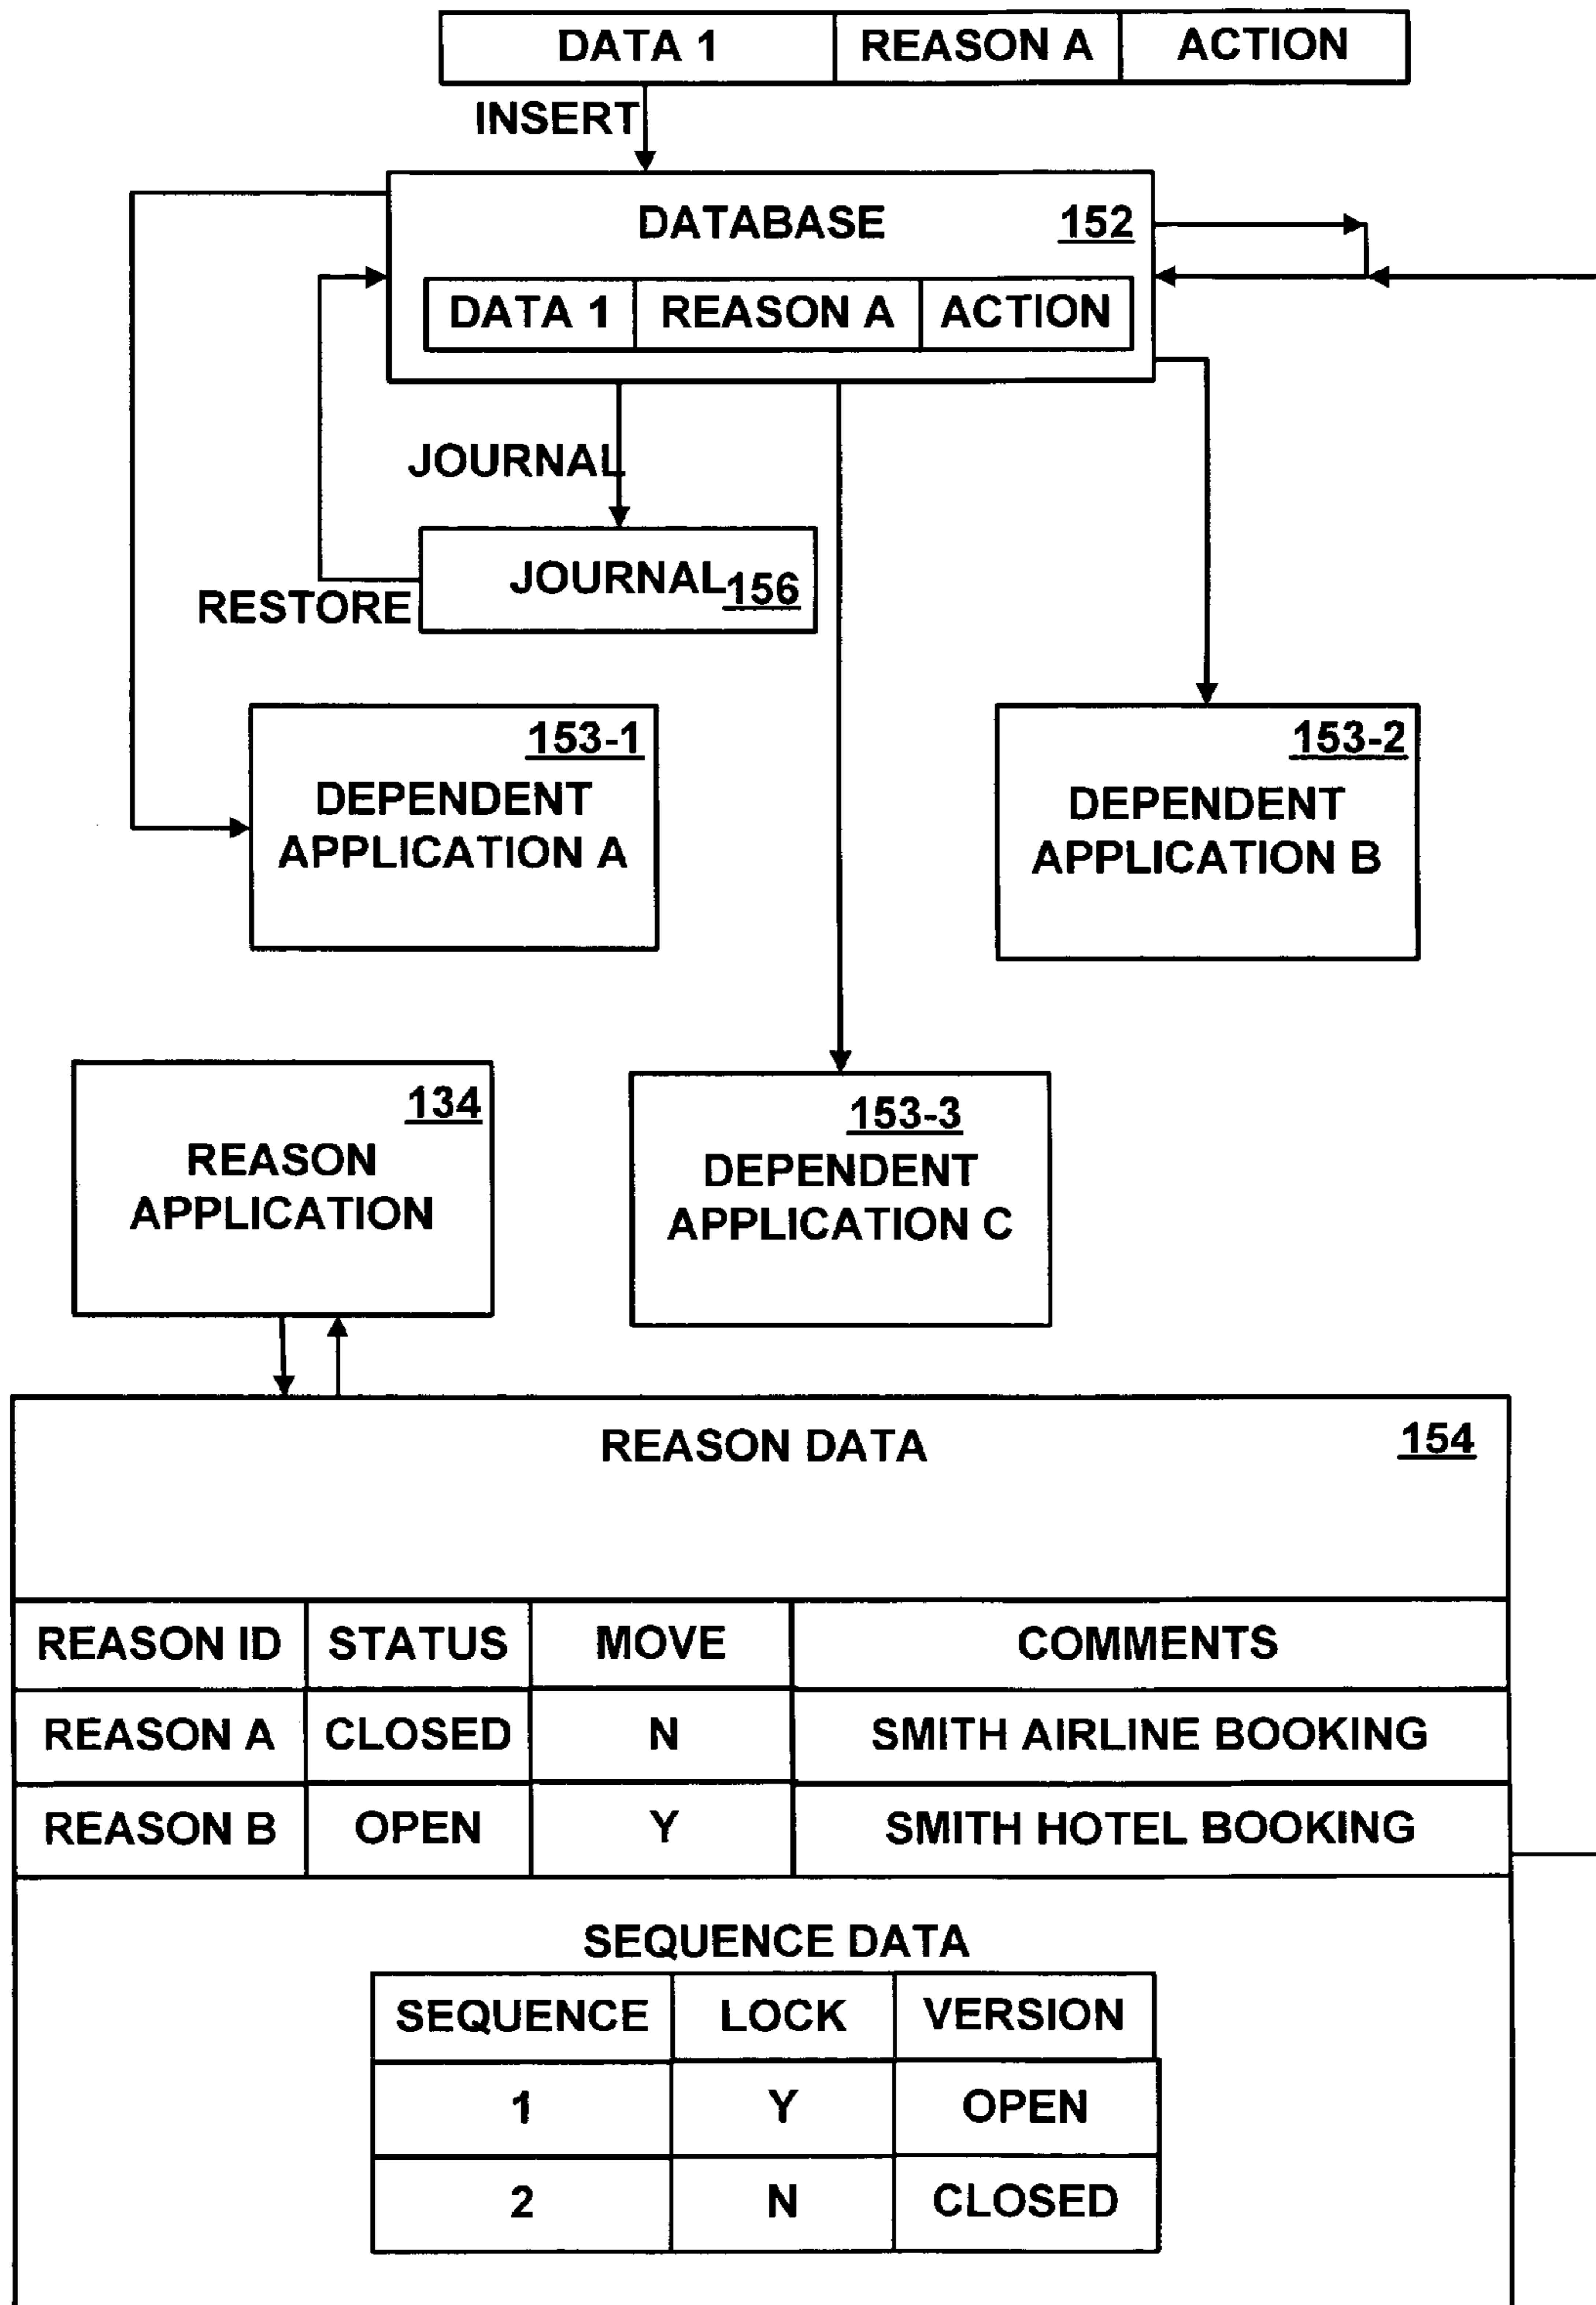 DATA 1 REASON A ACTION
INSERT
DATABASE 152
DATA 1 REASON A ACTION
JOURNAL
JOURNAL 156
RESTORE
153-1
DEPENDENT
APPLICATION A
153-2
DEPENDENT
APPLICATION B
134
REASON
APPLICATION
153-3
DEPENDENT
APPLICATION C
REASON DATA 154
REASON ID STATUS MOVE COMMENTS
REASON A CLOSED N SMITH AIRLINE BOOKING
REASON B OPEN Y SMITH HOTEL BOOKING
SEQUENCE DATA
SEQUENCE LOCK VERSION
1 Y OPEN
2 N CLOSED